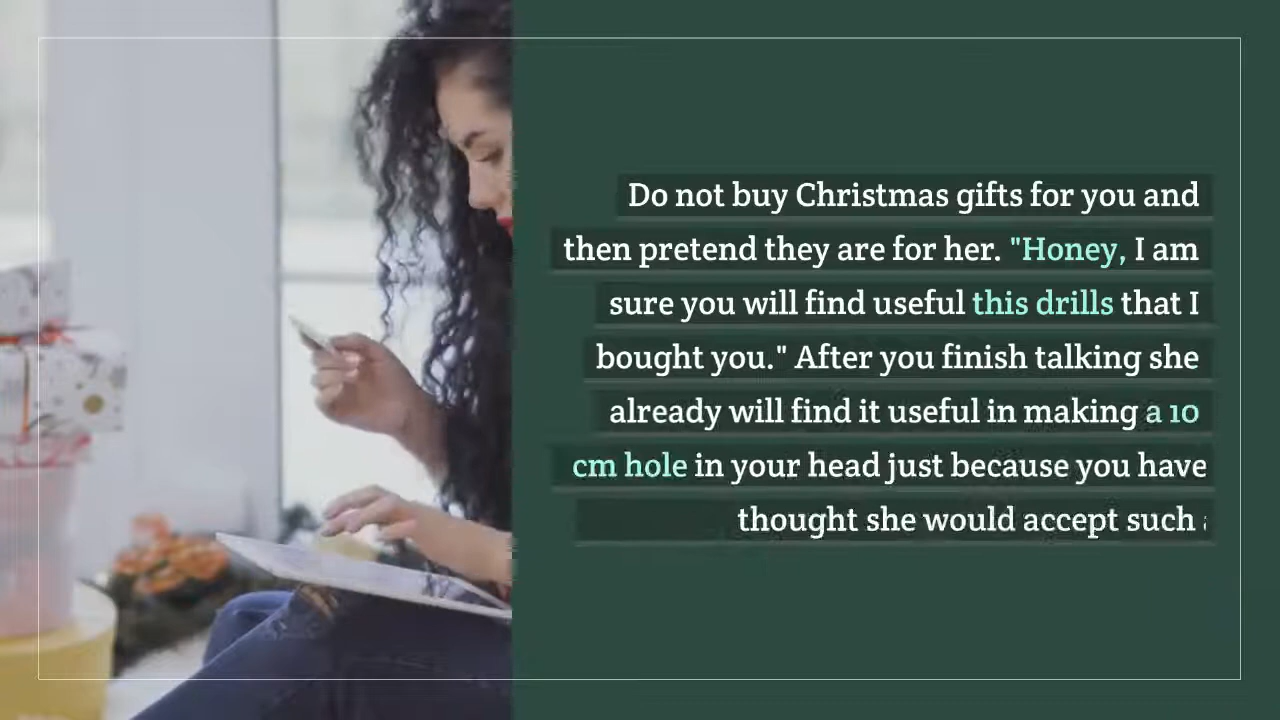 Do not buy Christmas gifts for you and
then pretend they are for her. "Honey, I am
sure you will find useful this drills that I
bought you." After you finish talking she
already will find it useful in making a 10
cm hole in your head just because you have
thought she would accept such